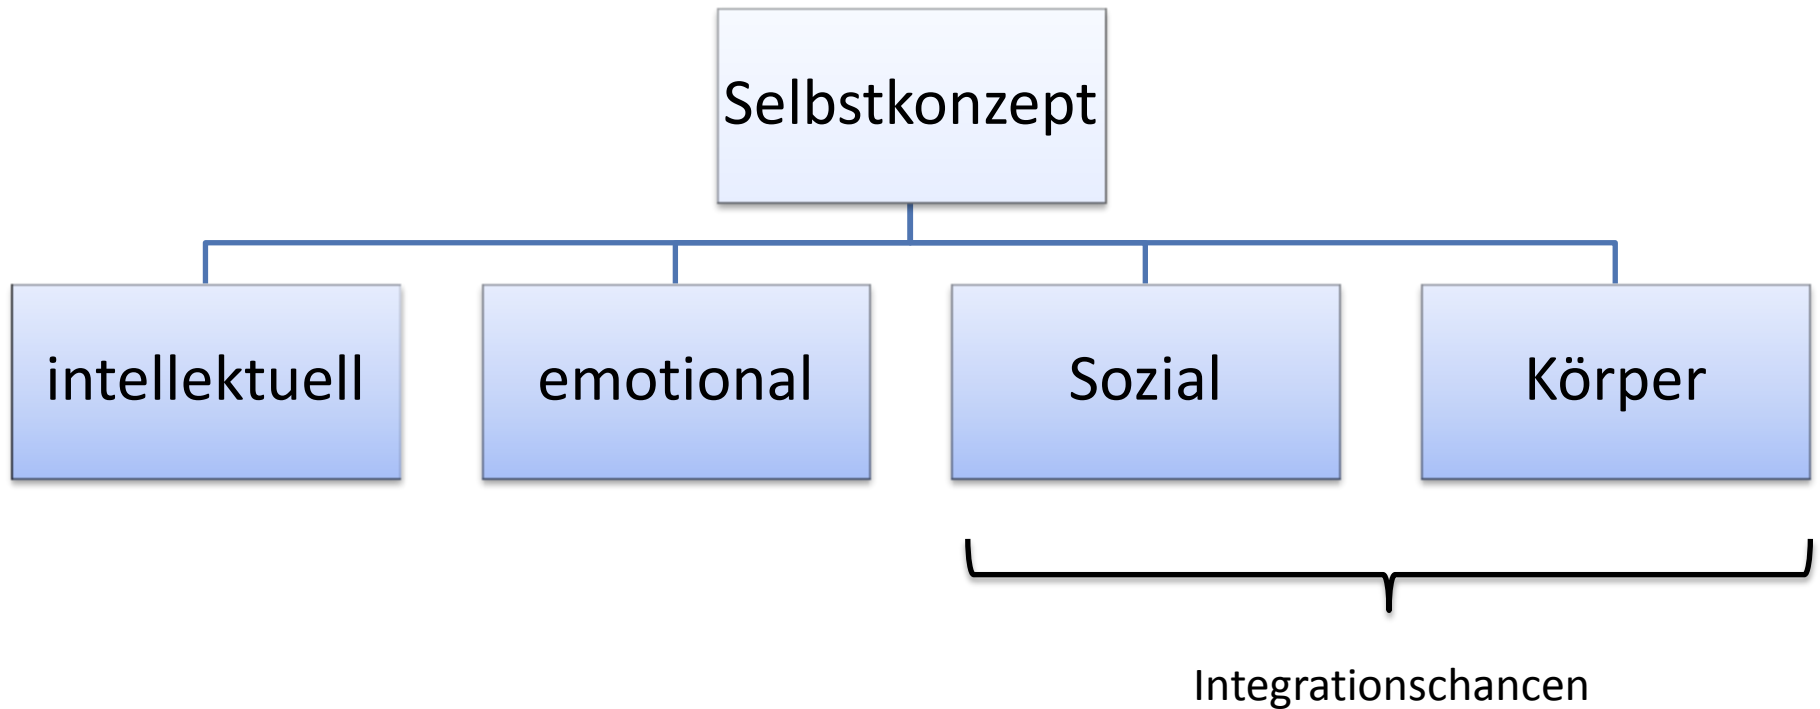 Selbstkonzept
intellektuell
emotional
Sozial
Körper
Integrationschancen